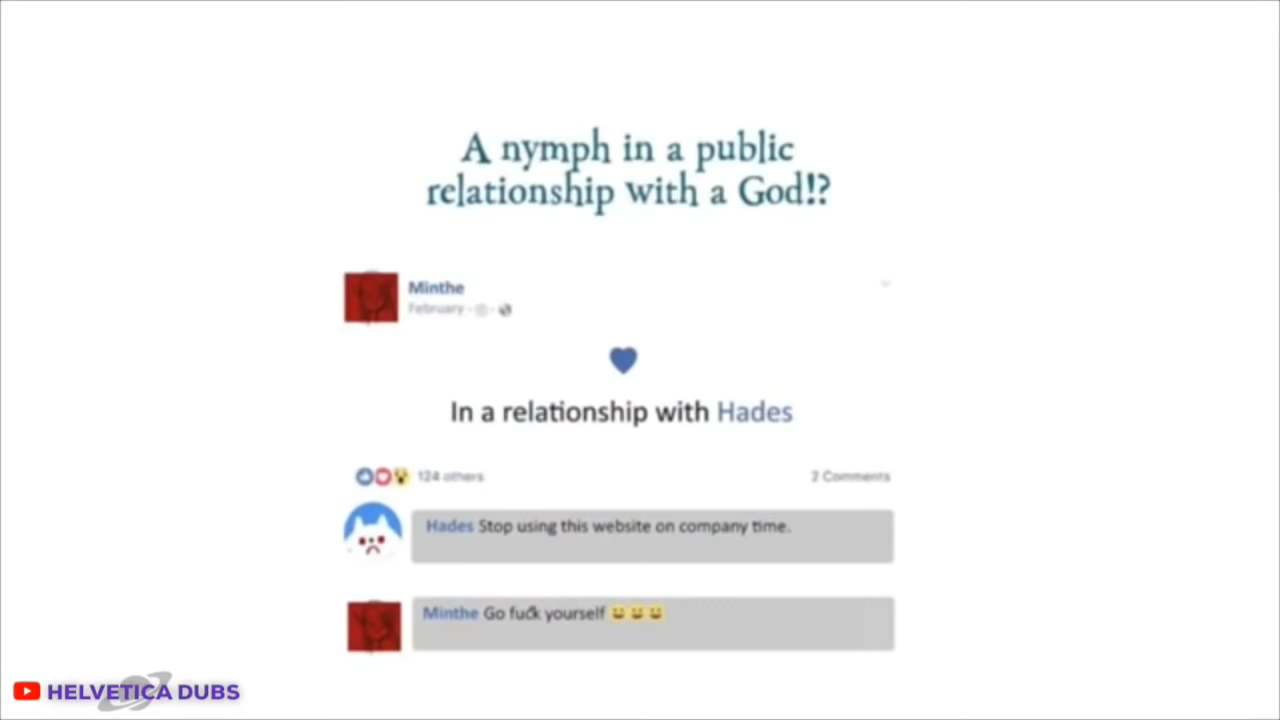 A nymph in a public
relationship with a God!?
Minthe
February
In a relationship with Hades
124 others
2 Comments
Hades Stop using this website on company time.
Minthe Go fuck yourself 😀 😀 😀
HELVETICA DUBS